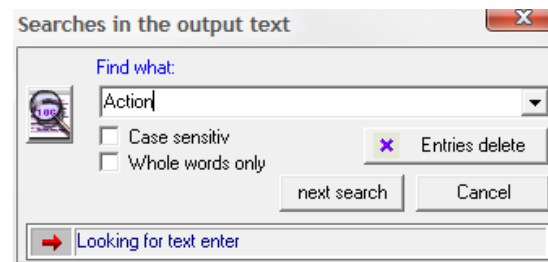 Searches in the output text
Find what:
Action
Case sensitiv
Entries delete
Whole words only
next search
Cancel
Looking for text enter